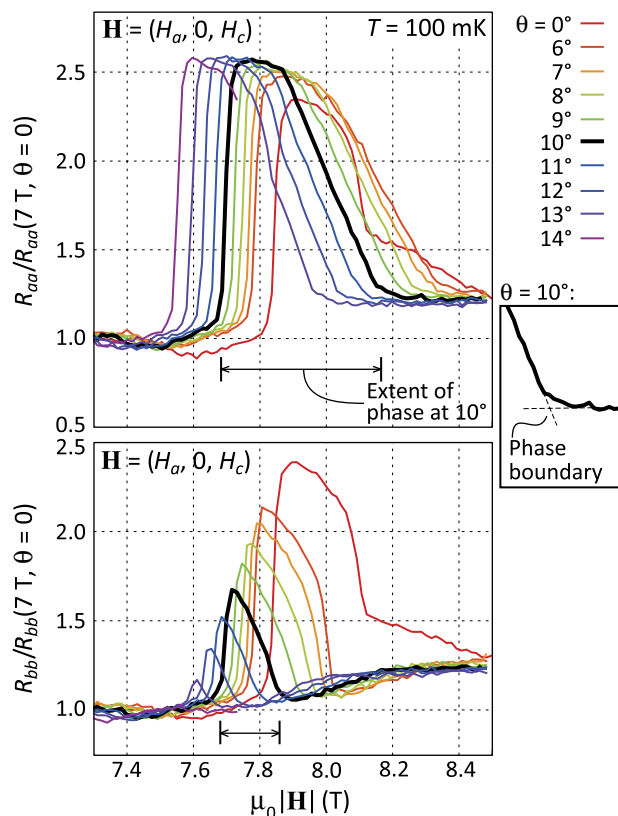 H = (Ha, 0, Hc)
T = 100 mK
θ = 0°
6°
7°
8°
9°
10°
11°
12°
13°
14°
2.5
2.0
1.5
1.0
0.5
Raa/Raa(7 T, θ = 0)
Extent of
phase at 10°
θ = 10°:
Phase
boundary
H = (Ha, 0, Hc)
2.5
2.0
1.5
1.0
Rbb/Rbb(7 T, θ = 0)
7.4
7.6
7.8
8.0
8.2
8.4
μ0|H| (T)